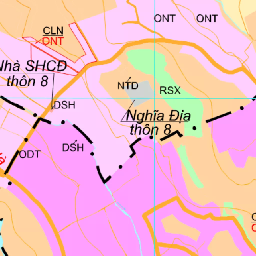 ONT
ONT
CLN
ONT
Nhà SHCĐ
thôn 8
NTD
RSX
DSH
Nghĩa Địa
thôn 8
DSH
ODT